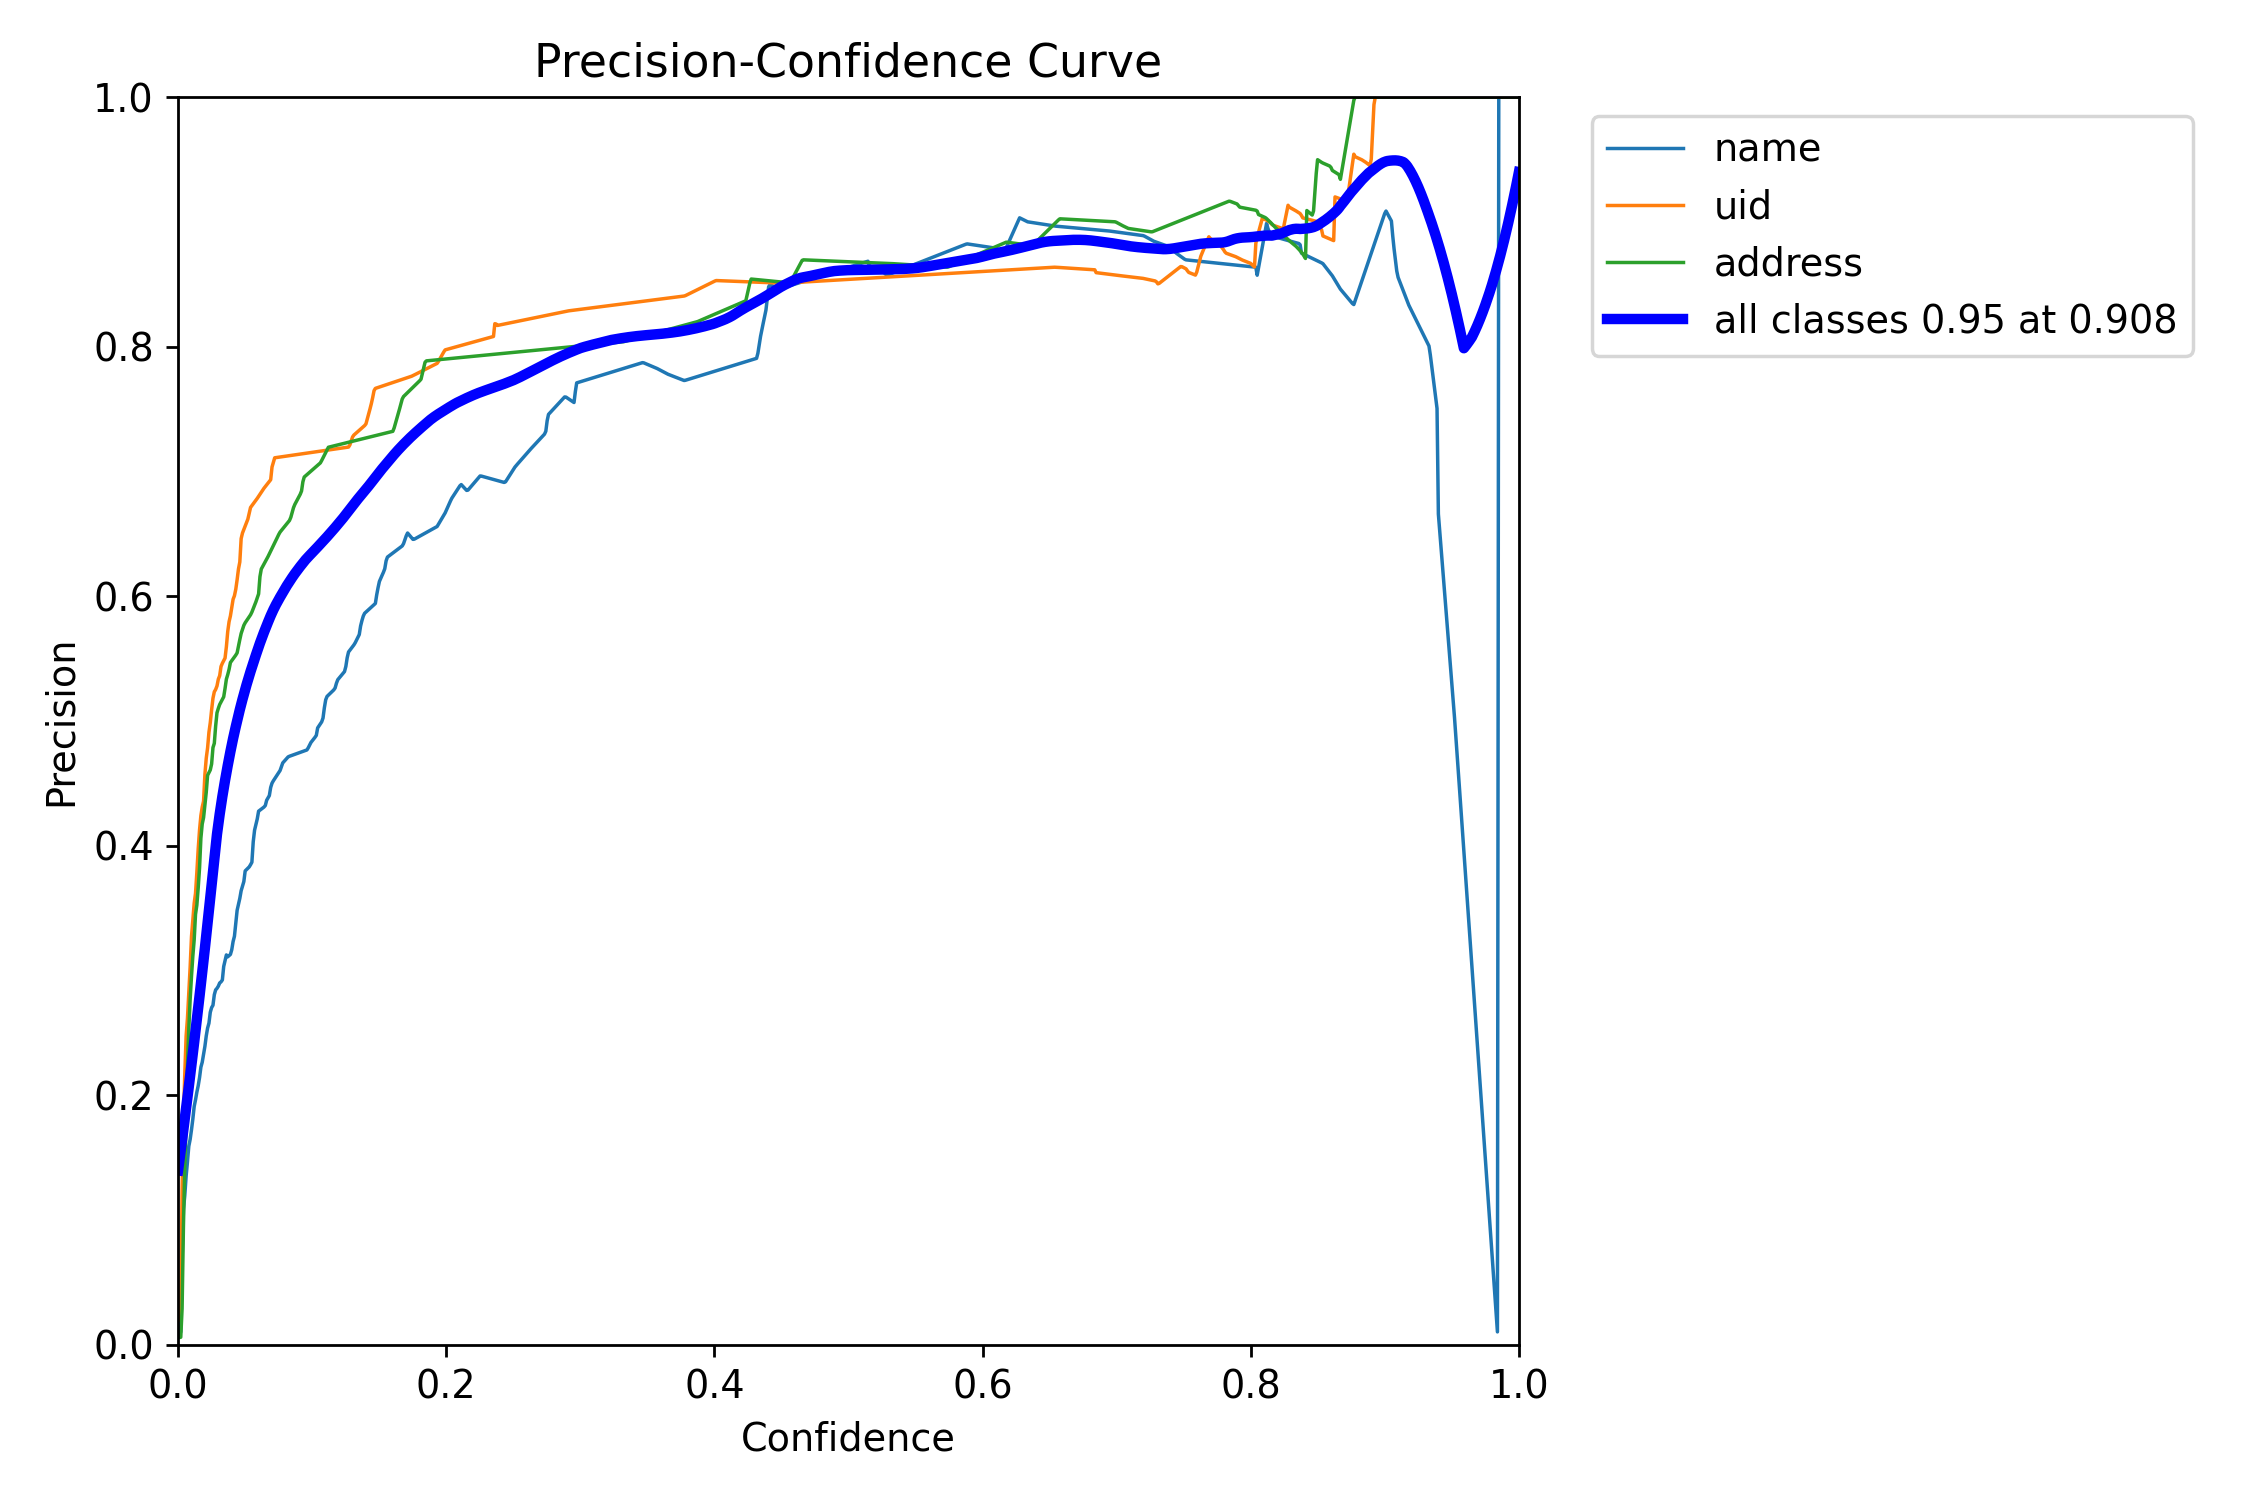 Precision-Confidence Curve
1.0
0.8
0.6
0.4
0.2
0.0
Precision
0.0 0.2 0.4 0.6 0.8 1.0
Confidence
name
uid
address
all classes 0.95 at 0.908